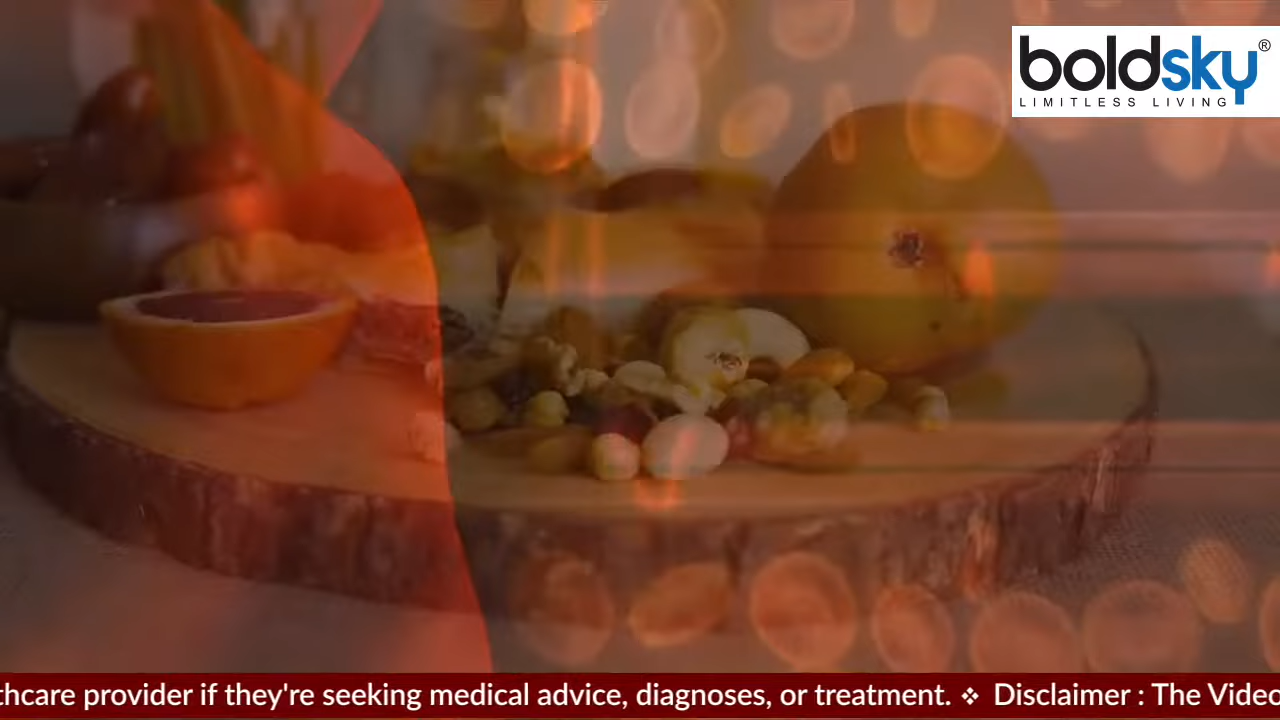 boldsky®
LIMITLESS LIVING
thcare provider if they're seeking medical advice, diagnoses, or treatment. ❖ Disclaimer : The Video